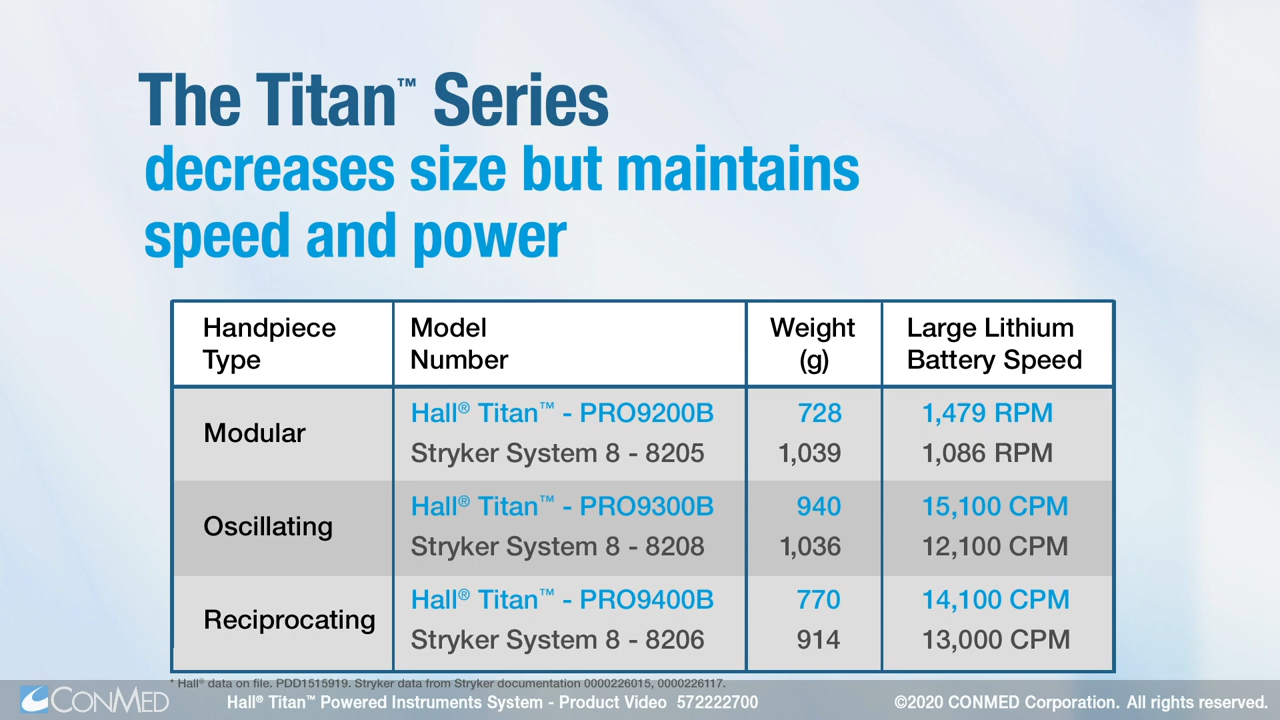 The Titan™ Series
decreases size but maintains
speed and power
Handpiece Type Model Number Weight (g) Large Lithium Battery Speed
Modular
Hall® Titan™ - PRO9200B 728 1,479 RPM
Stryker System 8 - 8205 1,039 1,086 RPM
Oscillating
Hall® Titan™ - PRO9300B 940 15,100 CPM
Stryker System 8 - 8208 1,036 12,100 CPM
Reciprocating
Hall® Titan™ - PRO9400B 770 14,100 CPM
Stryker System 8 - 8206 914 13,000 CPM
* Hall® data on file. PDD1515919. Stryker data from Stryker documentation 0000226015, 0000226117.
CONMED Hall® Titan™ Powered Instruments System - Product Video 572222700 ©2020 CONMED Corporation. All rights reserved.